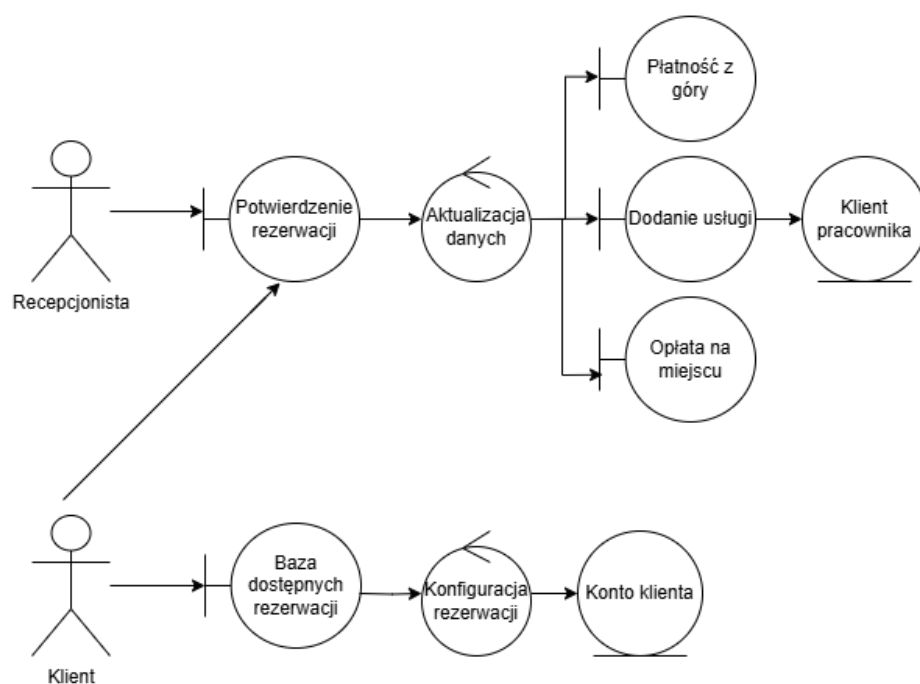 Płatność z
góry
Potwierdzenie
rezerwacji
Aktualizacja
danych
Dodanie usługi
Klient
pracownika
Recepcjonista
Opłata na
miejscu
Baza
dostępnych
rezerwacji
Konfiguracja
rezerwacji
Konto klienta
Klient